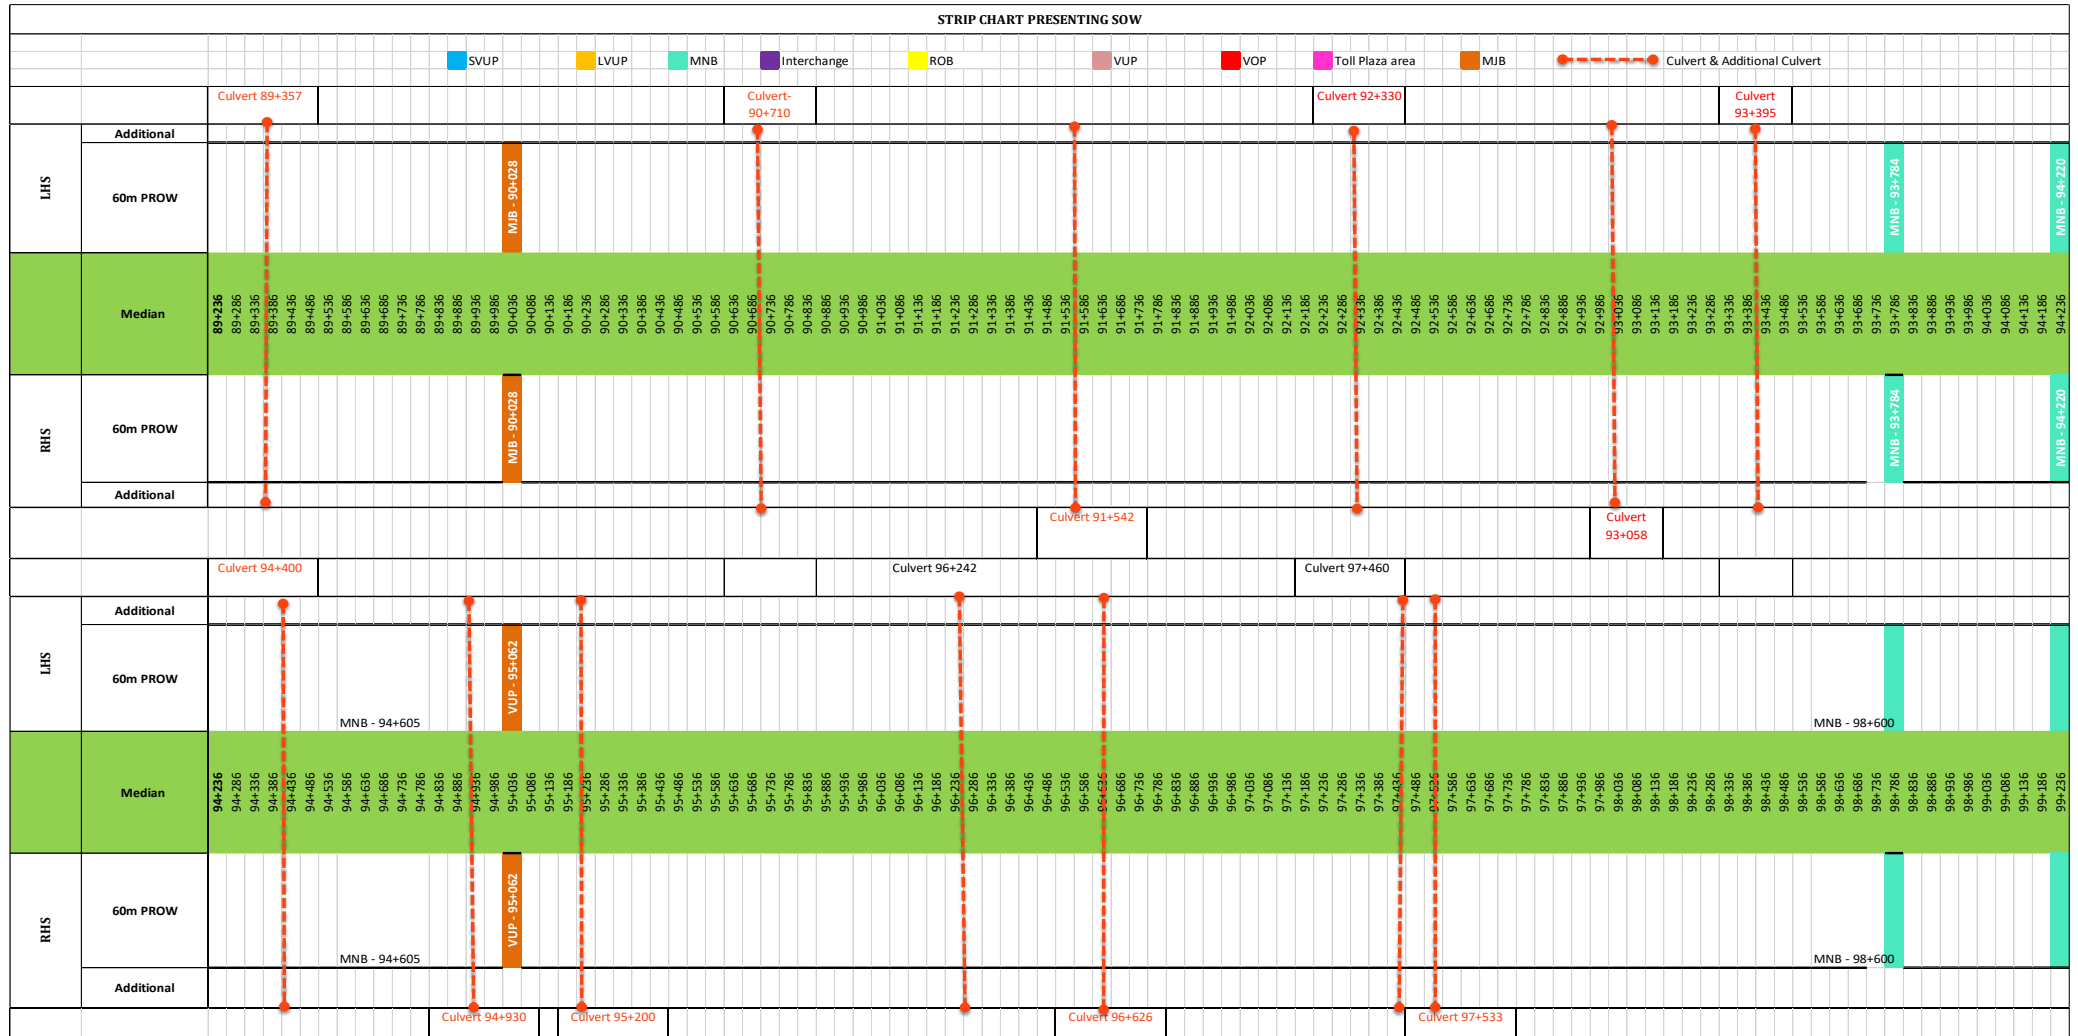 STRIP CHART PRESENTING SOW
SVUP LVUP MNB Interchange ROB VUP VOP Toll Plaza area MJB Culvert & Additional Culvert
Culvert 89+357 Culvert- Culvert 92+330 Culvert
90+710 93+395
Additional
LHS 60m PROW MJB - 90+028 MNB - 93+784 MNB - 94+220
Median 89+236 89+286 89+336 89+386 89+436 89+486 89+536 89+586 89+636 89+686 89+736 89+786 89+836 89+886 89+936 89+986 90+036 90+086 90+136 90+186 90+236 90+286 90+336 90+386 90+436 90+486 90+536 90+586 90+636 90+686 90+736 90+786 90+836 90+886 90+936 90+986 91+036 91+086 91+136 91+186 91+236 91+286 91+336 91+386 91+436 91+486 91+536 91+586 91+636 91+686 91+736 91+786 91+836 91+886 91+936 91+986 92+036 92+086 92+136 92+186 92+236 92+286 92+336 92+386 92+436 92+486 92+536 92+586 92+636 92+686 92+736 92+786 92+836 92+886 92+936 92+986 93+036 93+086 93+136 93+186 93+236 93+286 93+336 93+386 93+436 93+486 93+536 93+586 93+636 93+686 93+736 93+786 93+836 93+886 93+936 93+986 94+036 94+086 94+136 94+186 94+236
RHS 60m PROW MJB - 90+028 MNB - 93+784 MNB - 94+220
Additional
Culvert 91+542 Culvert
93+058
Culvert 94+400 Culvert 96+242 Culvert 97+460
Additional
LHS 60m PROW VUP - 95+062
MNB - 94+605 MNB - 98+600
Median 94+236 94+286 94+336 94+386 94+436 94+486 94+536 94+586 94+636 94+686 94+736 94+786 94+836 94+886 94+936 94+986 95+036 95+086 95+136 95+186 95+236 95+286 95+336 95+386 95+436 95+486 95+536 95+586 95+636 95+686 95+736 95+786 95+836 95+886 95+936 95+986 96+036 96+086 96+136 96+186 96+236 96+286 96+336 96+386 96+436 96+486 96+536 96+586 96+636 96+686 96+736 96+786 96+836 96+886 96+936 96+986 97+036 97+086 97+136 97+186 97+236 97+286 97+336 97+386 97+436 97+486 97+536 97+586 97+636 97+686 97+736 97+786 97+836 97+886 97+936 97+986 98+036 98+086 98+136 98+186 98+236 98+286 98+336 98+386 98+436 98+486 98+536 98+586 98+636 98+686 98+736 98+786 98+836 98+886 98+936 98+986 99+036 99+086 99+136 99+186 99+236
RHS 60m PROW VUP - 95+062
MNB - 94+605 MNB - 98+600
Additional
Culvert 94+930 Culvert 95+200 Culvert 96+626 Culvert 97+533